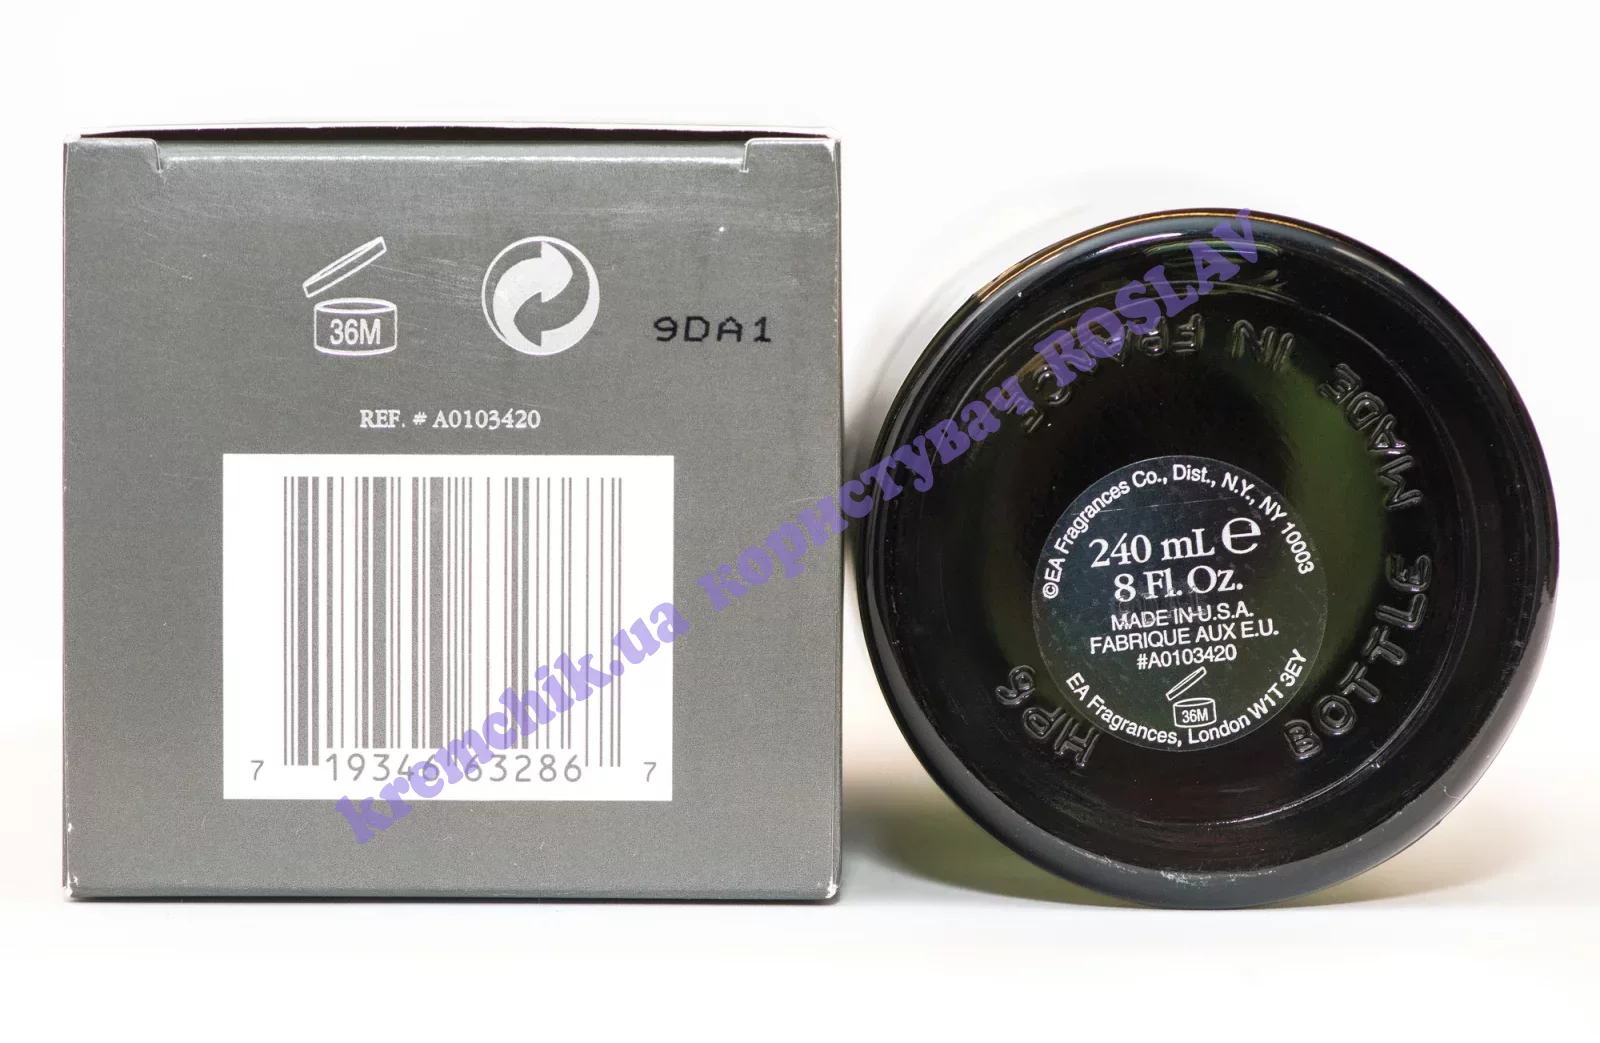 36M
9DA1
REF. # A0103420
7 19346 63286 7
kremchik.ua користувач ROSLAV
BOTTLE MADE IN FRANCE
HP 9
©EA Fragrances Co., Dist., N.Y., NY 10003
240 mL e
8 Fl. Oz.
MADE IN U.S.A.
FABRIQUE AUX E.U.
#A0103420
36M
EA Fragrances, London W1T 3EY